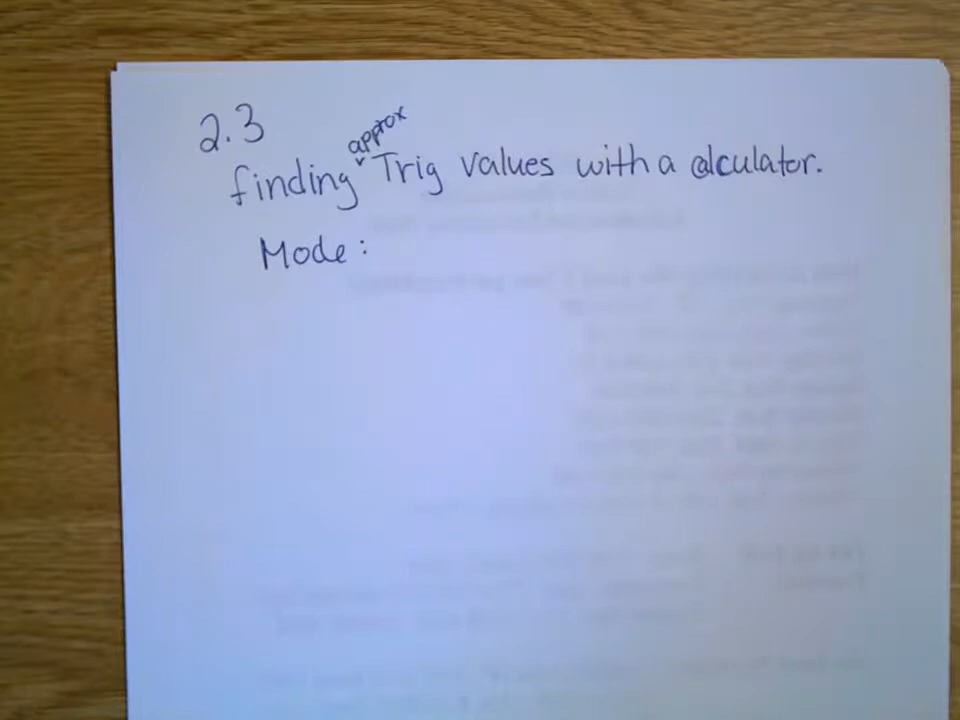 2.3
finding approx Trig values with a calculator.
Mode: